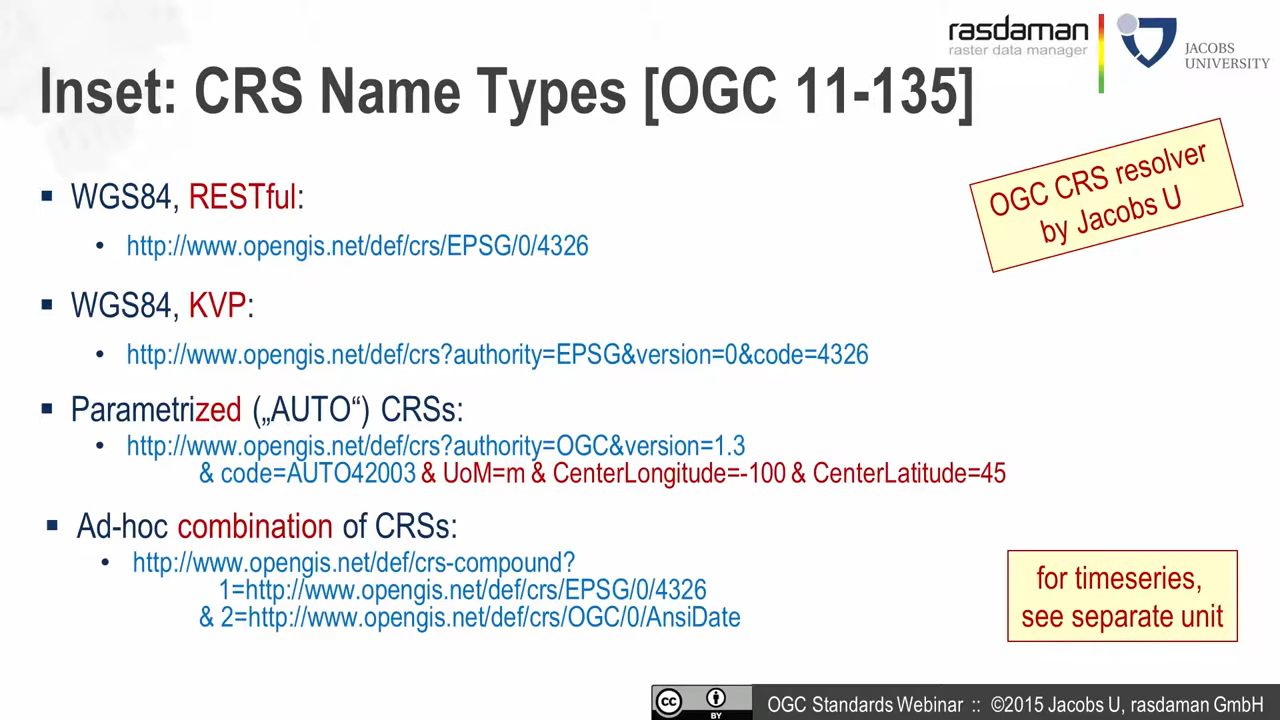 rasdaman
raster data manager
JACOBS
UNIVERSITY
Inset: CRS Name Types [OGC 11-135]
OGC CRS resolver
by Jacobs U
▪ WGS84, RESTful:
• http://www.opengis.net/def/crs/EPSG/0/4326
▪ WGS84, KVP:
• http://www.opengis.net/def/crs?authority=EPSG&version=0&code=4326
▪ Parametrized („AUTO“) CRSs:
• http://www.opengis.net/def/crs?authority=OGC&version=1.3
& code=AUTO42003 & UoM=m & CenterLongitude=-100 & CenterLatitude=45
▪ Ad-hoc combination of CRSs:
• http://www.opengis.net/def/crs-compound?
1=http://www.opengis.net/def/crs/EPSG/0/4326
& 2=http://www.opengis.net/def/crs/OGC/0/AnsiDate
for timeseries,
see separate unit
cc BY
OGC Standards Webinar :: ©2015 Jacobs U, rasdaman GmbH